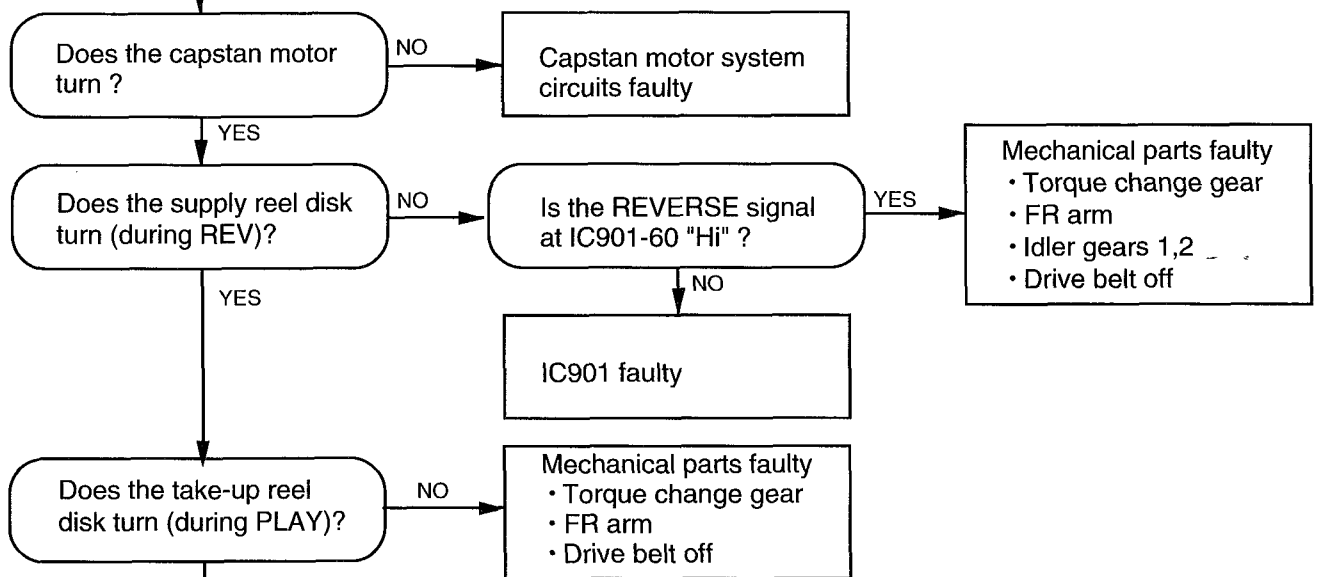 Does the capstan motor
turn ?
NO
Capstan motor system
circuits faulty
YES
Does the supply reel disk
turn (during REV)?
NO
Is the REVERSE signal
at IC901-60 "Hi" ?
YES
Mechanical parts faulty
・Torque change gear
・FR arm
・Idler gears 1,2
・Drive belt off
NO
IC901 faulty
YES
Does the take-up reel
disk turn (during PLAY)?
NO
Mechanical parts faulty
・Torque change gear
・FR arm
・Drive belt off